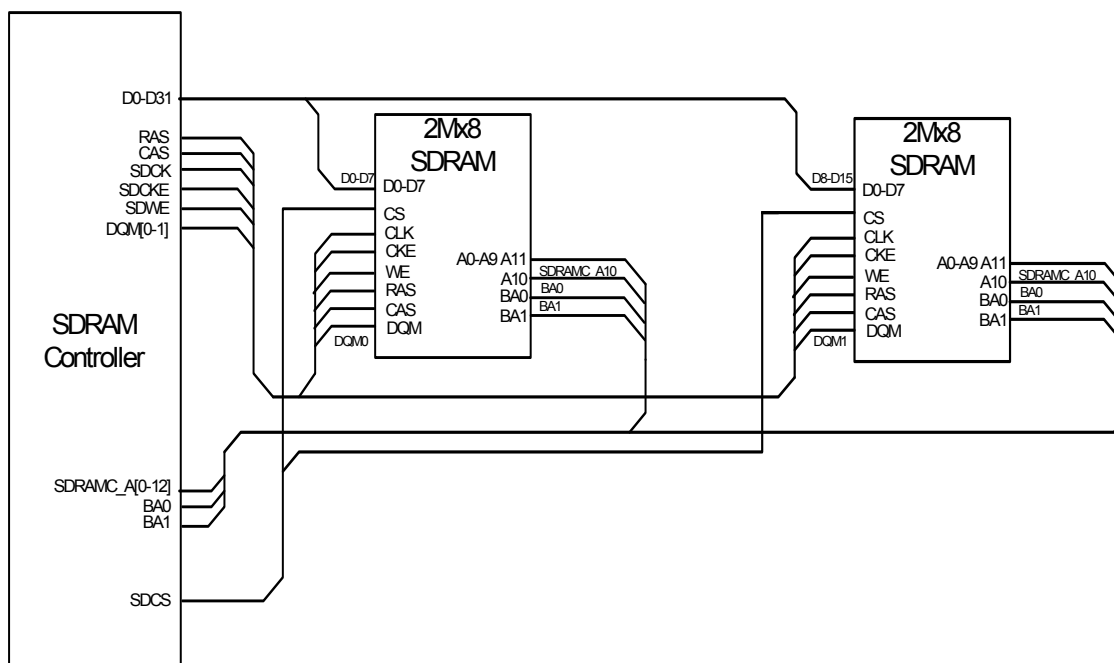 D0-D31
RAS
CAS
SDCK
SDCKE
SDWE
DQM[0-1]
SDRAM
Controller
SDRAMC_A[0-12]
BA0
BA1
SDCS
2Mx8
SDRAM
D0-D7
D0-D7
CS
CLK
CKE
WE
RAS
CAS
DQM
DQM0
A0-A9 A11
A10
BA0
BA1
SDRAMC_A10
BA0
BA1
2Mx8
SDRAM
D8-D15
D0-D7
CS
CLK
CKE
WE
RAS
CAS
DQM
DQM1
A0-A9 A11
A10
BA0
BA1
SDRAMC_A10
BA0
BA1